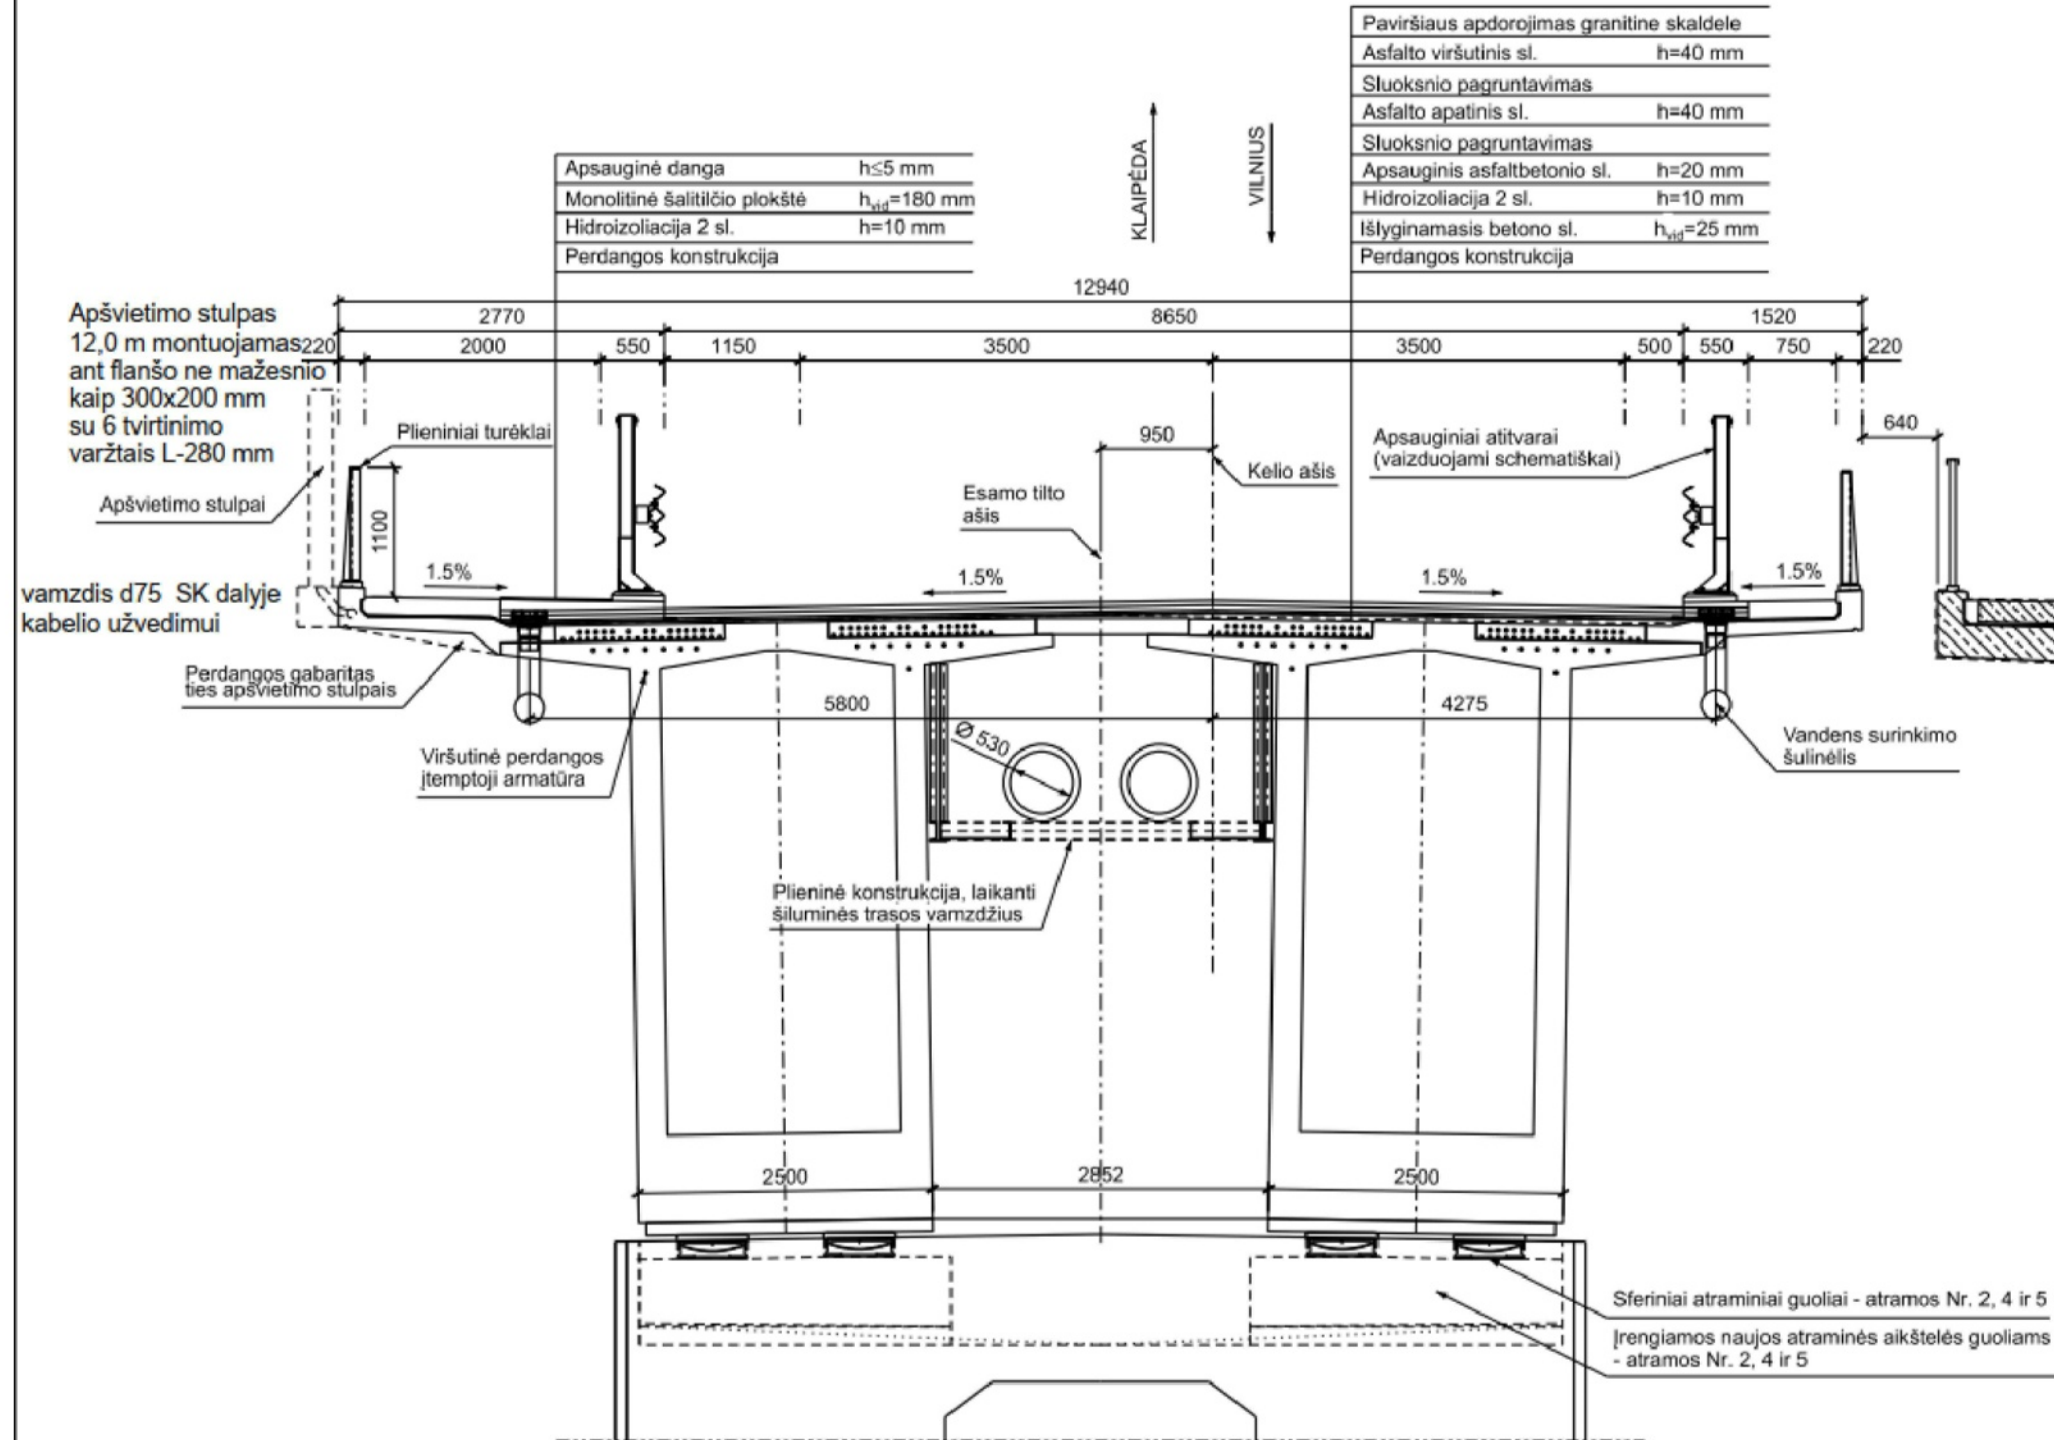 Paviršiaus apdorojimas granitine skaldele
Asfalto viršutinis sl. h=40 mm
Sluoksnio pagruntavimas
Asfalto apatinis sl. h=40 mm
Sluoksnio pagruntavimas
Apsauginis asfaltbetonio sl. h=20 mm
Hidroizoliacija 2 sl. h=10 mm
Išlyginamasis betono sl. hvid=25 mm
Perdangos konstrukcija
KLAIPĖDA
VILNIUS
Apsauginė danga h≤5 mm
Monolitinė šalitilčio plokštė hvid=180 mm
Hidroizoliacija 2 sl. h=10 mm
Perdangos konstrukcija
12940
2770 8650 1520
220 2000 550 1150 3500 3500 500 550 750 220
Apšvietimo stulpas
12,0 m montuojamas
ant flanšo ne mažesnio
kaip 300x200 mm
su 6 tvirtinimo
varžtais L-280 mm
Apšvietimo stulpai
Plieniniai turėklai
1100
950
Kelio ašis
Esamo tilto
ašis
Apsauginiai atitvarai
(vaizduojami schematiškai)
640
1.5% 1.5% 1.5% 1.5%
vamzdis d75 SK dalyje
kabelio užvedimui
Perdangos gabaritas
ties apšvietimo stulpais
5800 4275
Ø 530
Viršutinė perdangos
įtemptoji armatūra
Vandens surinkimo
šulinėlis
Plieninė konstrukcija, laikanti
šiluminės trasos vamzdžius
2500 2852 2500
Sferiniai atraminiai guoliai - atramos Nr. 2, 4 ir 5
Įrengiamos naujos atraminės aikštelės guoliams
- atramos Nr. 2, 4 ir 5